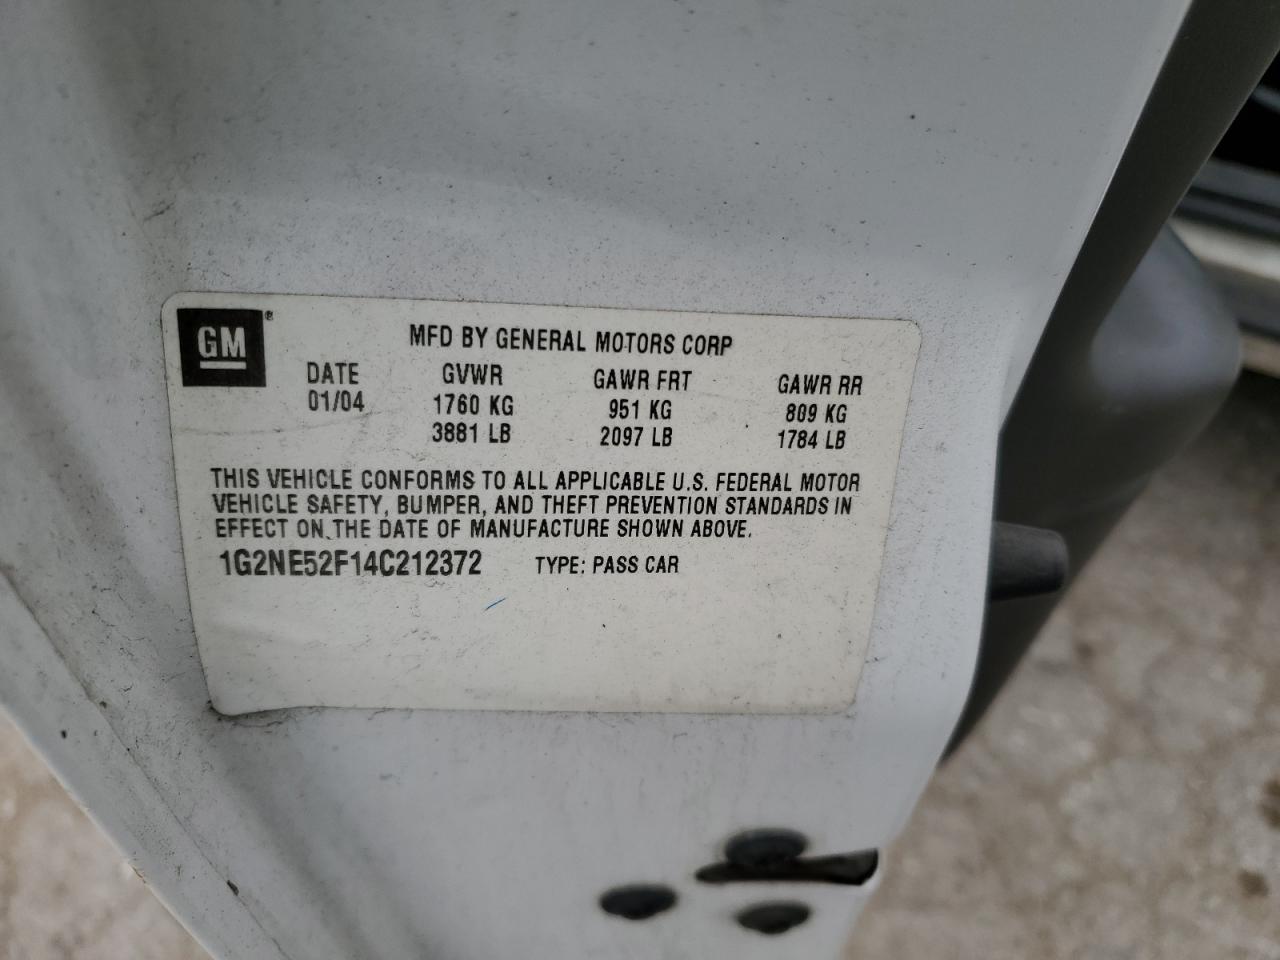 GM®
MFD BY GENERAL MOTORS CORP
DATE GVWR GAWR FRT GAWR RR
01/04 1760 KG 951 KG 809 KG
3881 LB 2097 LB 1784 LB
THIS VEHICLE CONFORMS TO ALL APPLICABLE U.S. FEDERAL MOTOR
VEHICLE SAFETY, BUMPER, AND THEFT PREVENTION STANDARDS IN
EFFECT ON THE DATE OF MANUFACTURE SHOWN ABOVE.
1G2NE52F14C212372 TYPE: PASS CAR